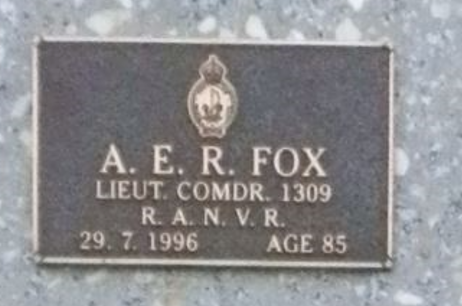 A. E. R. FOX
LIEUT. COMDR. 1309
R. A. N. V. R.
29. 7. 1996 AGE 85